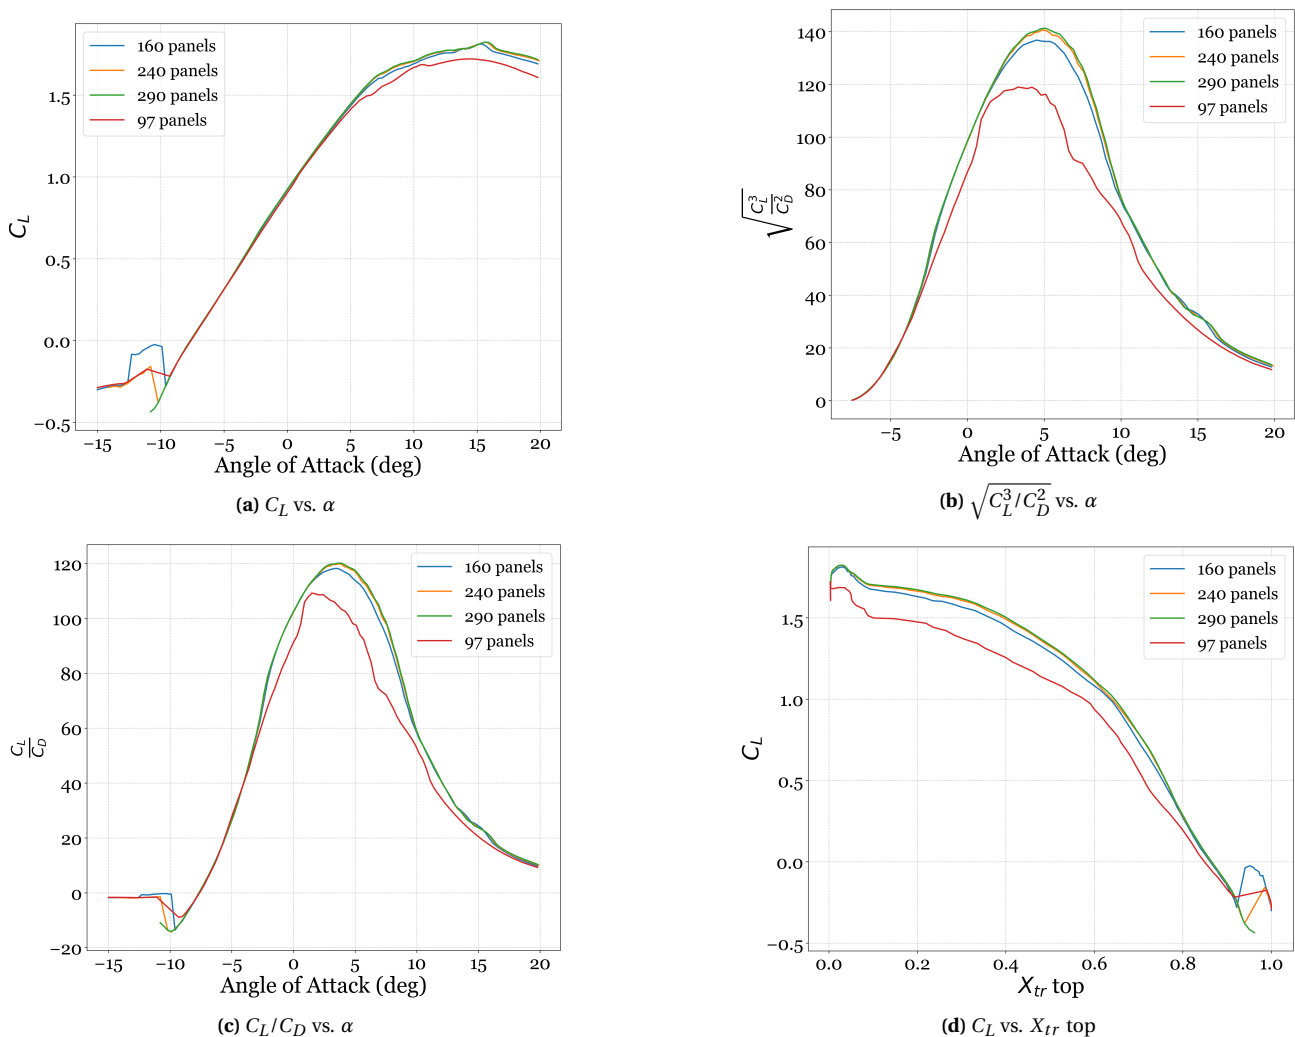 160 panels
240 panels
290 panels
97 panels
1.5
1.0
0.5
0.0
−0.5
C_L
−15 −10 −5 0 5 10 15 20
Angle of Attack (deg)
(a) C_L vs. α
160 panels
240 panels
290 panels
97 panels
140
120
100
80
60
40
20
0
√(C_L^3/C_D^2)
−5 0 5 10 15 20
Angle of Attack (deg)
(b) √(C_L^3/C_D^2) vs. α
160 panels
240 panels
290 panels
97 panels
120
100
80
60
40
20
0
−20
C_L/C_D
−15 −10 −5 0 5 10 15 20
Angle of Attack (deg)
(c) C_L/C_D vs. α
160 panels
240 panels
290 panels
97 panels
1.5
1.0
0.5
0.0
−0.5
C_L
0.0 0.2 0.4 0.6 0.8 1.0
X_tr top
(d) C_L vs. X_tr top